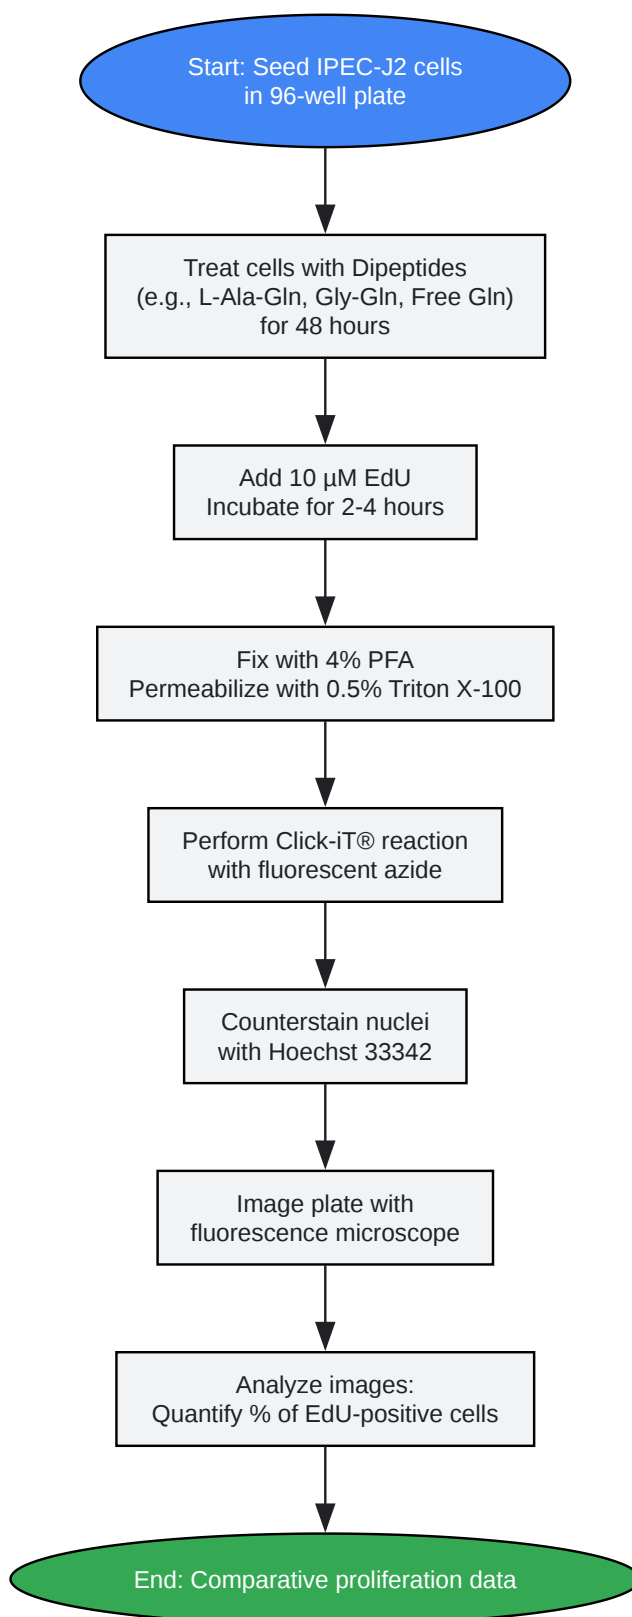 Start: Seed IPEC-J2 cells
in 96-well plate
Treat cells with Dipeptides
(e.g., L-Ala-Gln, Gly-Gln, Free Gln)
for 48 hours
Add 10 µM EdU
Incubate for 2-4 hours
Fix with 4% PFA
Permeabilize with 0.5% Triton X-100
Perform Click-iT® reaction
with fluorescent azide
Counterstain nuclei
with Hoechst 33342
Image plate with
fluorescence microscope
Analyze images:
Quantify % of EdU-positive cells
End: Comparative proliferation data